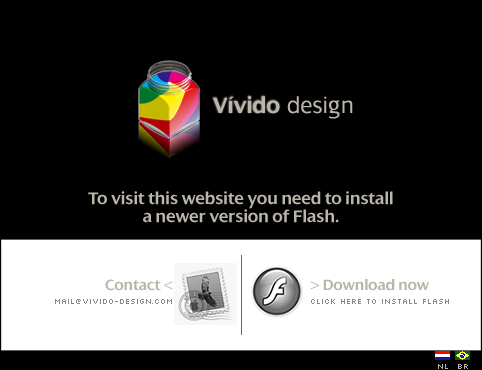 Vívido design
To visit this website you need to install
a newer version of Flash.
Contact <
MAIL@VIVIDO-DESIGN.COM
> Download now
CLICK HERE TO INSTALL FLASH
NL BR